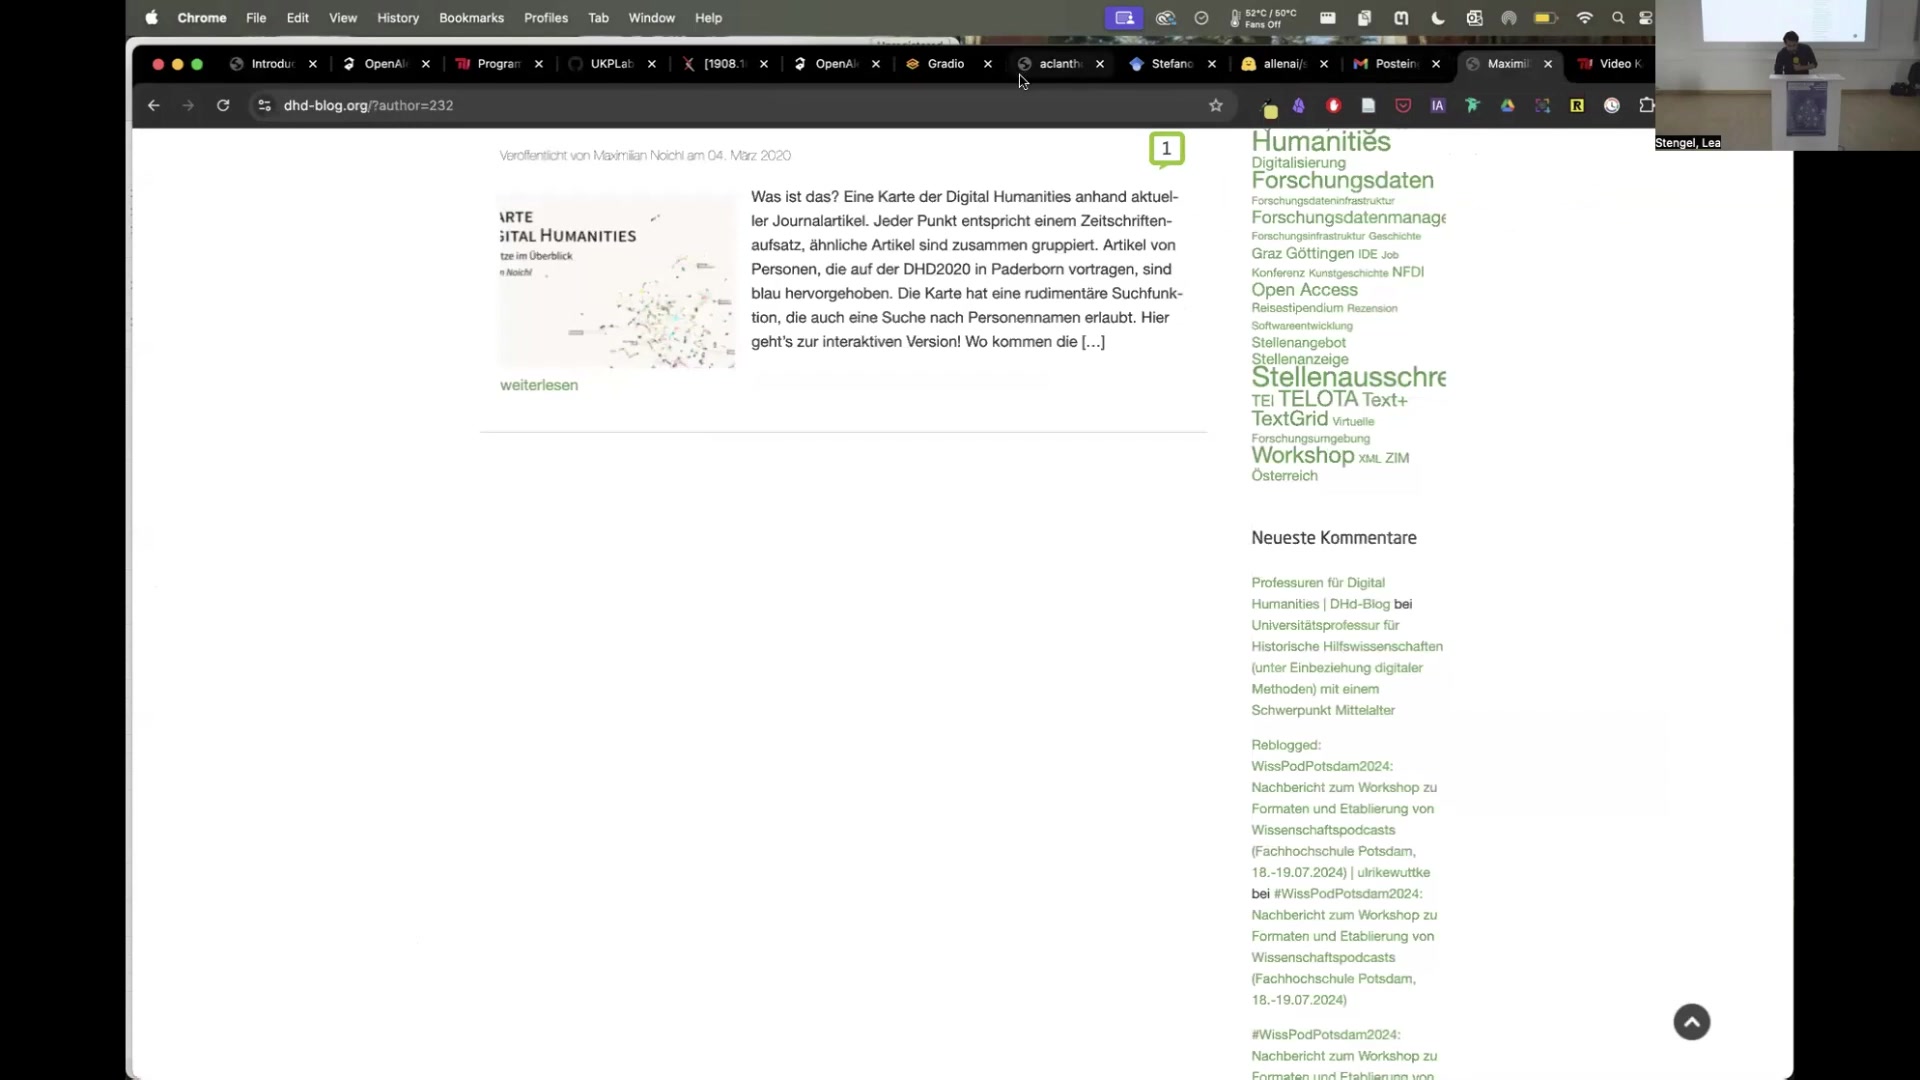 Chrome File Edit View History Bookmarks Profiles Tab Window Help
52°C / 50°C
Fans Off
Introduc OpenAl Program UKPLab [1908.1 OpenAl Gradio aclanth Stefano allenai/s Postein Maximil Video K
dhd-blog.org/?author=232
Stengel, Lea
Veröffentlicht von Maximilian Noichl am 04. März 2020
1
ARTE
GITAL HUMANITIES
tze im Überblick
n Noichl
Was ist das? Eine Karte der Digital Humanities anhand aktuel-
ler Journalartikel. Jeder Punkt entspricht einem Zeitschriften-
aufsatz, ähnliche Artikel sind zusammen gruppiert. Artikel von
Personen, die auf der DHD2020 in Paderborn vortragen, sind
blau hervorgehoben. Die Karte hat eine rudimentäre Suchfunk-
tion, die auch eine Suche nach Personennamen erlaubt. Hier
geht's zur interaktiven Version! Wo kommen die [...]
weiterlesen
Humanities
Digitalisierung
Forschungsdaten
Forschungsdateninfrastruktur
Forschungsdatenmanage
Forschungsinfrastruktur Geschichte
Graz Göttingen IDE Job
Konferenz Kunstgeschichte NFDI
Open Access
Reisestipendium Rezension
Softwareentwicklung
Stellenangebot
Stellenanzeige
Stellenausschre
TEI TELOTA Text+
TextGrid Virtuelle
Forschungsumgebung
Workshop XML ZIM
Österreich
Neueste Kommentare
Professuren für Digital
Humanities | DHd-Blog bei
Universitätsprofessur für
Historische Hilfswissenschaften
(unter Einbeziehung digitaler
Methoden) mit einem
Schwerpunkt Mittelalter
Reblogged:
WissPodPotsdam2024:
Nachbericht zum Workshop zu
Formaten und Etablierung von
Wissenschaftspodcasts
(Fachhochschule Potsdam,
18.-19.07.2024) | ulrikewuttke
bei #WissPodPotsdam2024:
Nachbericht zum Workshop zu
Formaten und Etablierung von
Wissenschaftspodcasts
(Fachhochschule Potsdam,
18.-19.07.2024)
#WissPodPotsdam2024:
Nachbericht zum Workshop zu
Formaten und Etablierung von